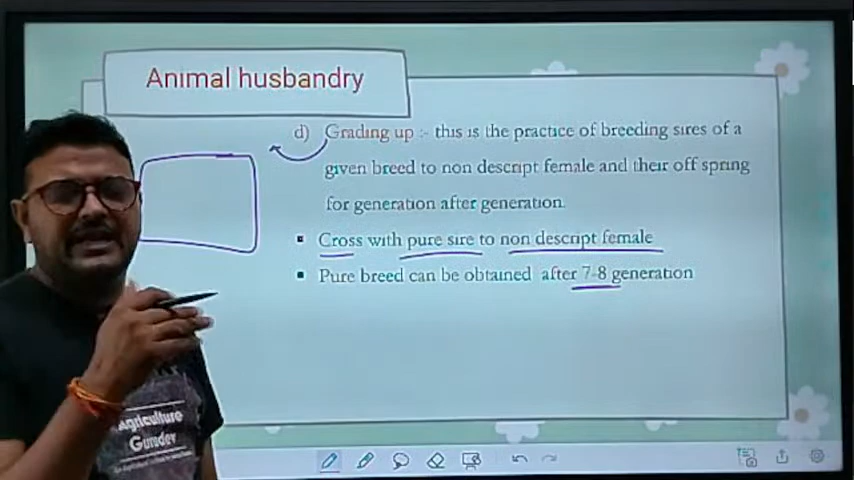 Animal husbandry
d) Grading up :- this is the practice of breeding sires of a
given breed to non descript female and their off spring
for generation after generation.
▪ Cross with pure sire to non descript female
▪ Pure breed can be obtained after 7-8 generation
Agriculture
Gurudev